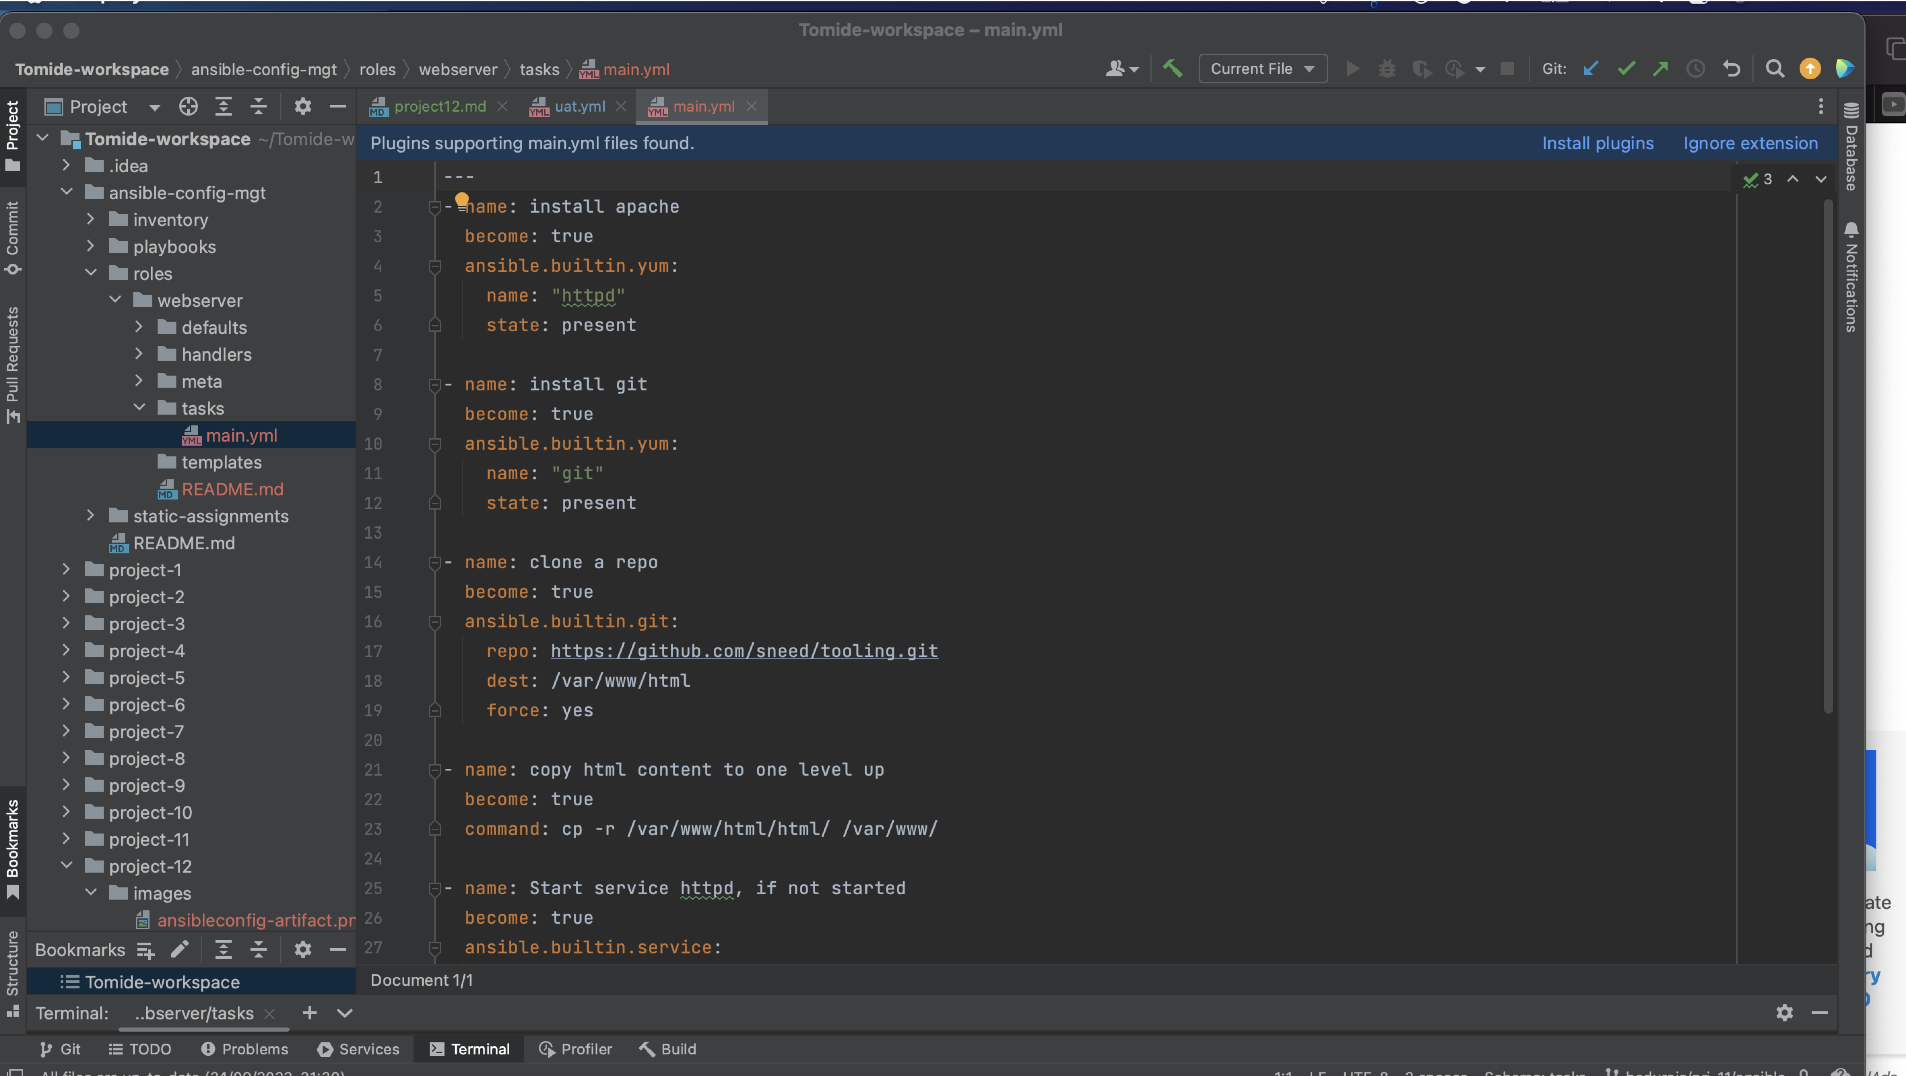 Tomide-workspace – main.yml
Tomide-workspace ansible-config-mgt roles webserver tasks main.yml
Current File
Git:
Project
project12.md
uat.yml
main.yml
Plugins supporting main.yml files found.
Install plugins
Ignore extension
Project
Commit
Pull Requests
Bookmarks
Structure
Database
Notifications
Tomide-workspace ~/Tomide-w
.idea
ansible-config-mgt
inventory
playbooks
roles
webserver
defaults
handlers
meta
tasks
main.yml
templates
README.md
static-assignments
README.md
project-1
project-2
project-3
project-4
project-5
project-6
project-7
project-8
project-9
project-10
project-11
project-12
images
ansibleconfig-artifact.pr
Bookmarks
Tomide-workspace
3
1 ---
2 - name: install apache
3 become: true
4 ansible.builtin.yum:
5 name: "httpd"
6 state: present
7
8 - name: install git
9 become: true
10 ansible.builtin.yum:
11 name: "git"
12 state: present
13
14 - name: clone a repo
15 become: true
16 ansible.builtin.git:
17 repo: https://github.com/sneed/tooling.git
18 dest: /var/www/html
19 force: yes
20
21 - name: copy html content to one level up
22 become: true
23 command: cp -r /var/www/html/html/ /var/www/
24
25 - name: Start service httpd, if not started
26 become: true
27 ansible.builtin.service:
Document 1/1
Terminal: ..bserver/tasks
Git
TODO
Problems
Services
Terminal
Profiler
Build
ate
ng
d
ry